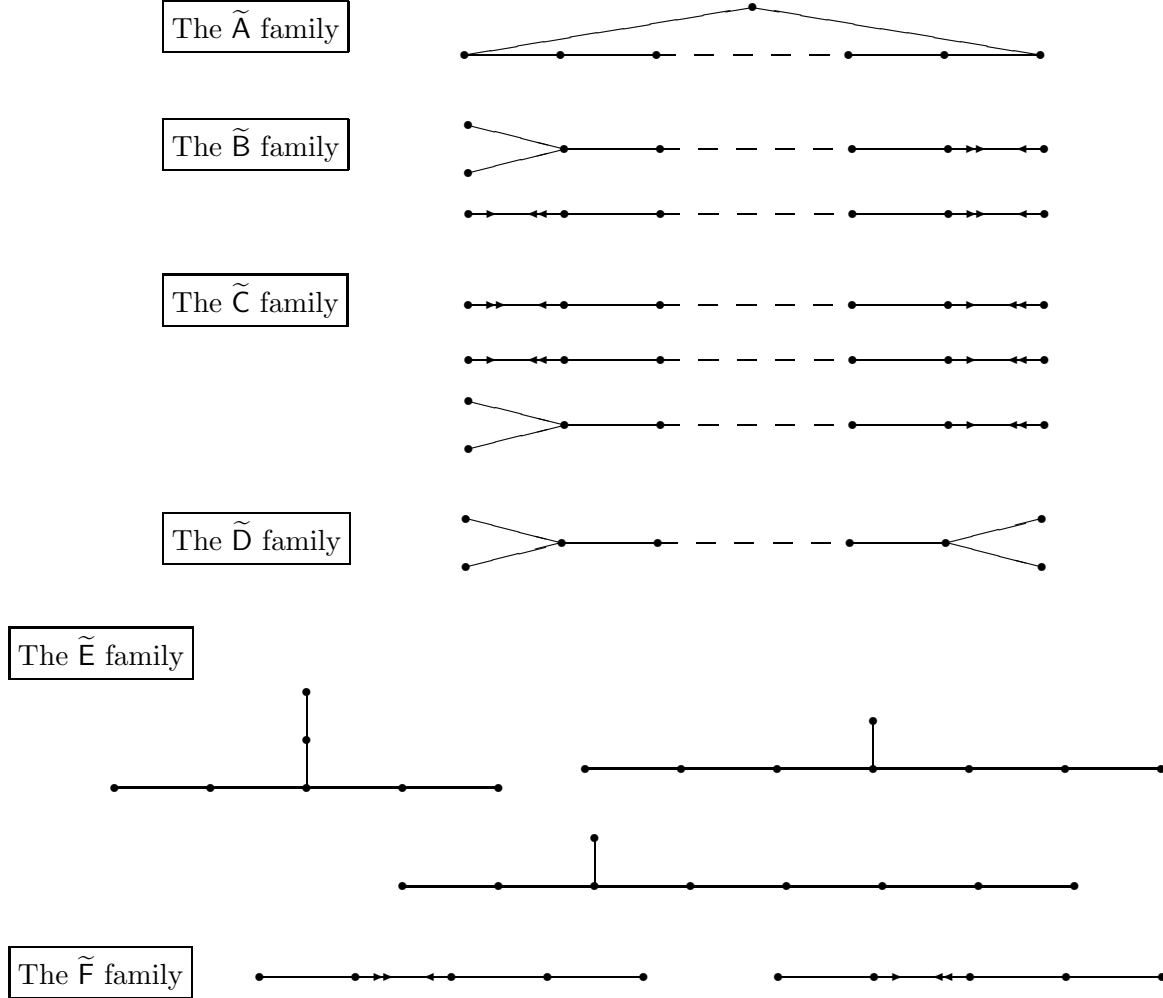 The Ã family
The B̃ family
The C̃ family
The D̃ family
The Ẽ family
The F̃ family